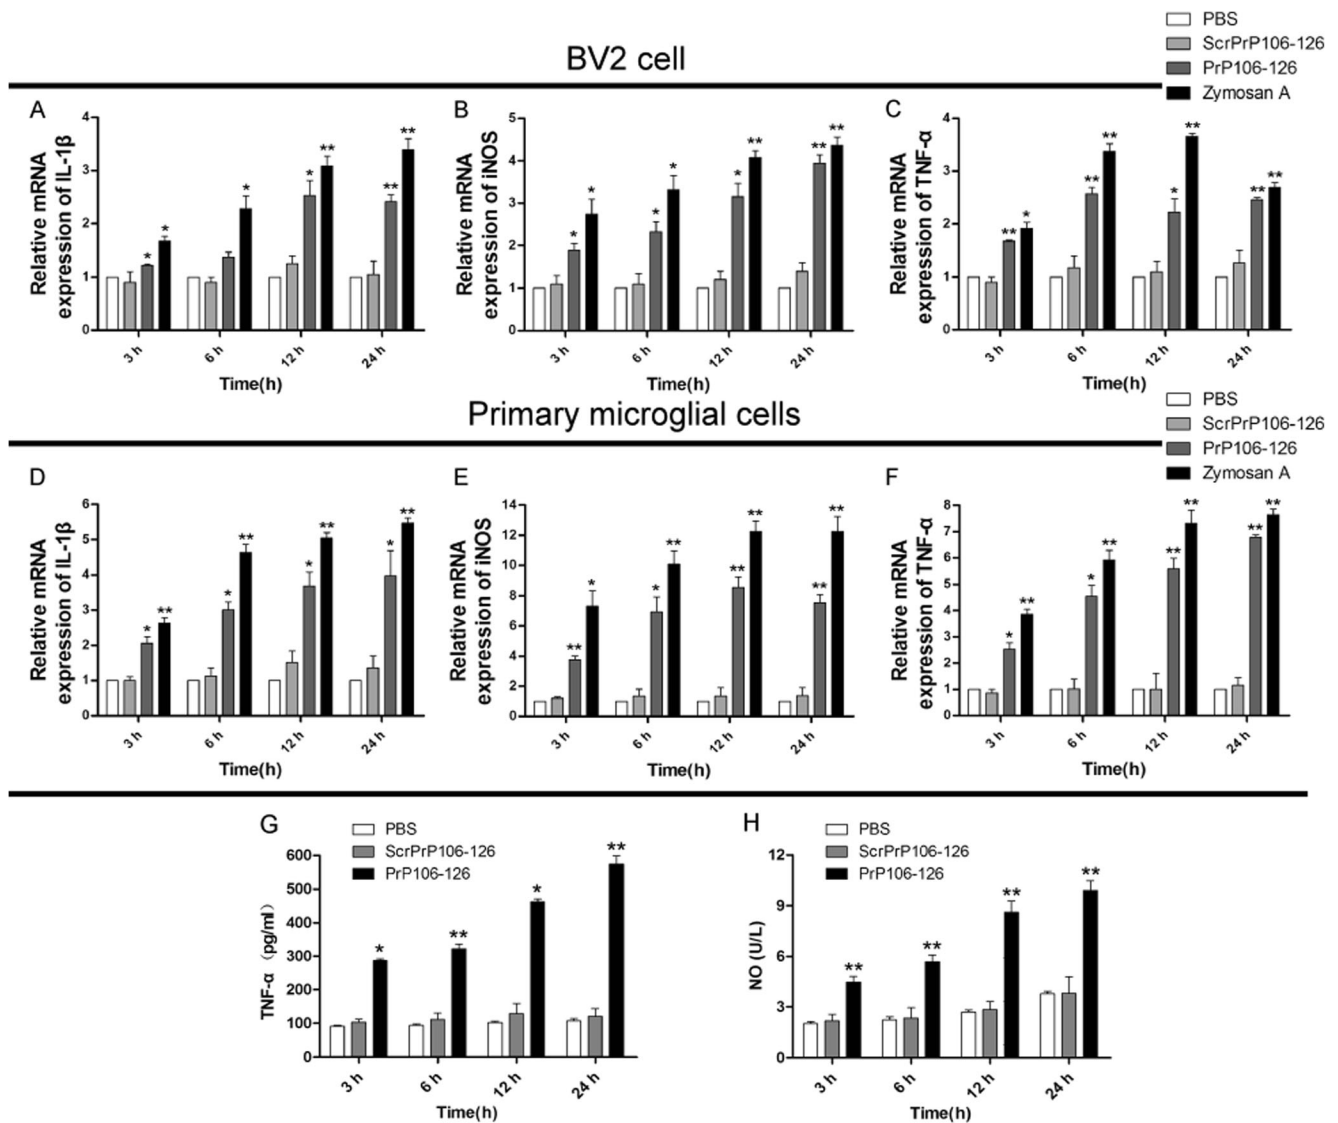 PBS
ScrPrP106-126
PrP106-126
Zymosan A
BV2 cell
A
Relative mRNA
expression of IL-1β
4
3
2
1
0
* * * * ** * ** **
3 h 6 h 12 h 24 h
Time(h)
B
Relative mRNA
expression of iNOS
5
4
3
2
1
0
* * * * * ** ** **
3 h 6 h 12 h 24 h
Time(h)
C
Relative mRNA
expression of TNF-α
4
3
2
1
0
** * ** ** * ** ** **
3 h 6 h 12 h 24 h
Time(h)
Primary microglial cells
PBS
ScrPrP106-126
PrP106-126
Zymosan A
D
Relative mRNA
expression of IL-1β
6
5
4
3
2
1
0
* ** * ** * ** * **
3 h 6 h 12 h 24 h
Time(h)
E
Relative mRNA
expression of iNOS
14
12
10
8
6
4
2
0
** * * ** ** ** ** **
3 h 6 h 12 h 24 h
Time(h)
F
Relative mRNA
expression of TNF-α
8
7
6
5
4
3
2
1
0
* ** * ** ** ** ** **
3 h 6 h 12 h 24 h
Time(h)
G
PBS
ScrPrP106-126
PrP106-126
TNF-α (pg/ml)
600
500
400
300
200
100
0
* ** * **
3 h 6 h 12 h 24 h
Time(h)
H
PBS
ScrPrP106-126
PrP106-126
NO (U/L)
12
9
6
3
0
** ** ** **
3 h 6 h 12 h 24 h
Time(h)